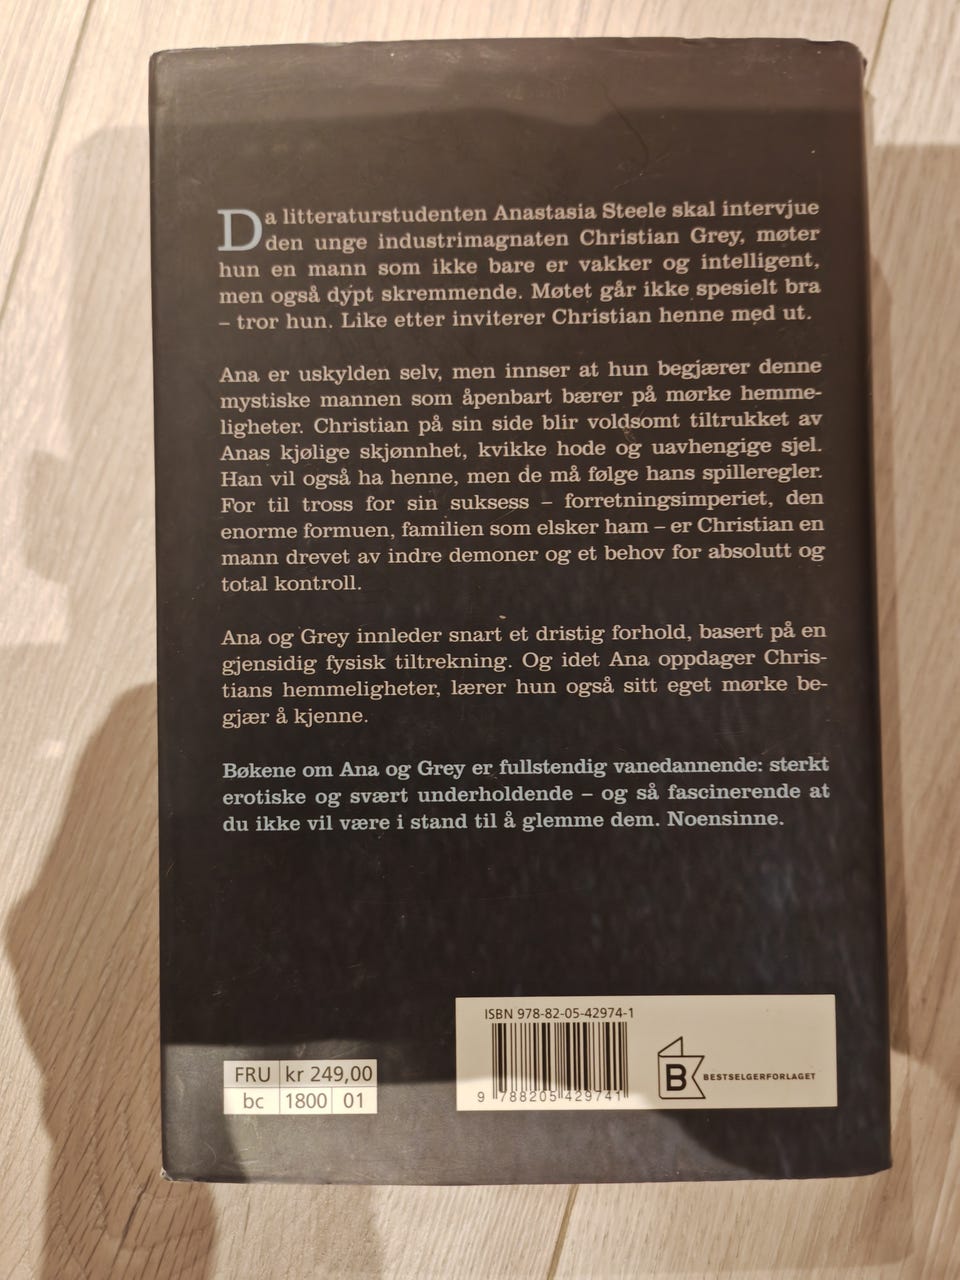 Da litteraturstudenten Anastasia Steele skal intervjue
den unge industrimagnaten Christian Grey, møter
hun en mann som ikke bare er vakker og intelligent,
men også dypt skremmende. Møtet går ikke spesielt bra
– tror hun. Like etter inviterer Christian henne med ut.
Ana er uskylden selv, men innser at hun begjærer denne
mystiske mannen som åpenbart bærer på mørke hemme-
ligheter. Christian på sin side blir voldsomt tiltrukket av
Anas kjølige skjønnhet, kvikke hode og uavhengige sjel.
Han vil også ha henne, men de må følge hans spilleregler.
For til tross for sin suksess – forretningsimperiet, den
enorme formuen, familien som elsker ham – er Christian en
mann drevet av indre demoner og et behov for absolutt og
total kontroll.
Ana og Grey innleder snart et dristig forhold, basert på en
gjensidig fysisk tiltrekning. Og idet Ana oppdager Chris-
tians hemmeligheter, lærer hun også sitt eget mørke be-
gjær å kjenne.
Bøkene om Ana og Grey er fullstendig vanedannende: sterkt
erotiske og svært underholdende – og så fascinerende at
du ikke vil være i stand til å glemme dem. Noensinne.
ISBN 978-82-05-42974-1
9 788205 429741
B BESTSELGERFORLAGET
FRU kr 249,00
bc 1800 01